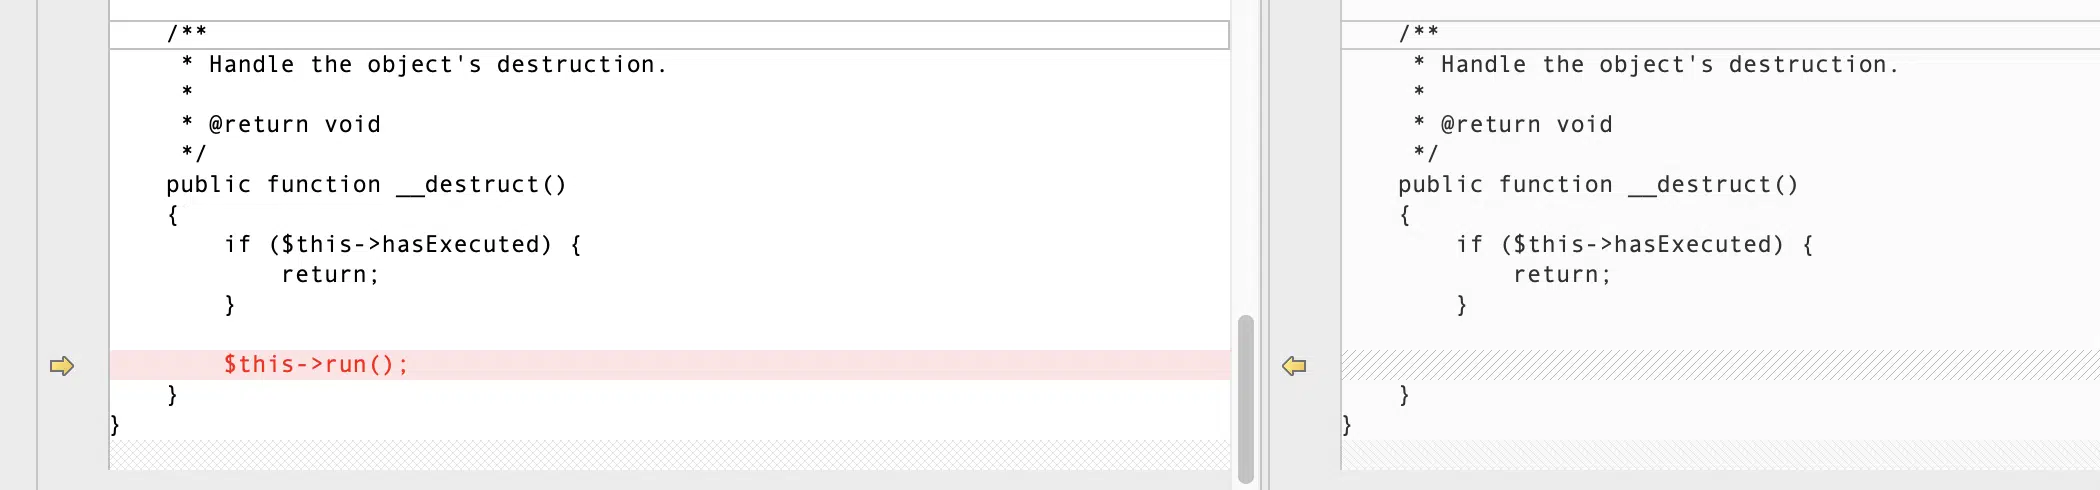 /**
 * Handle the object's destruction.
 *
 * @return void
 */
public function __destruct()
{
    if ($this->hasExecuted) {
        return;
    }
    $this->run();
}
}
/**
 * Handle the object's destruction.
 *
 * @return void
 */
public function __destruct()
{
    if ($this->hasExecuted) {
        return;
    }
}
}